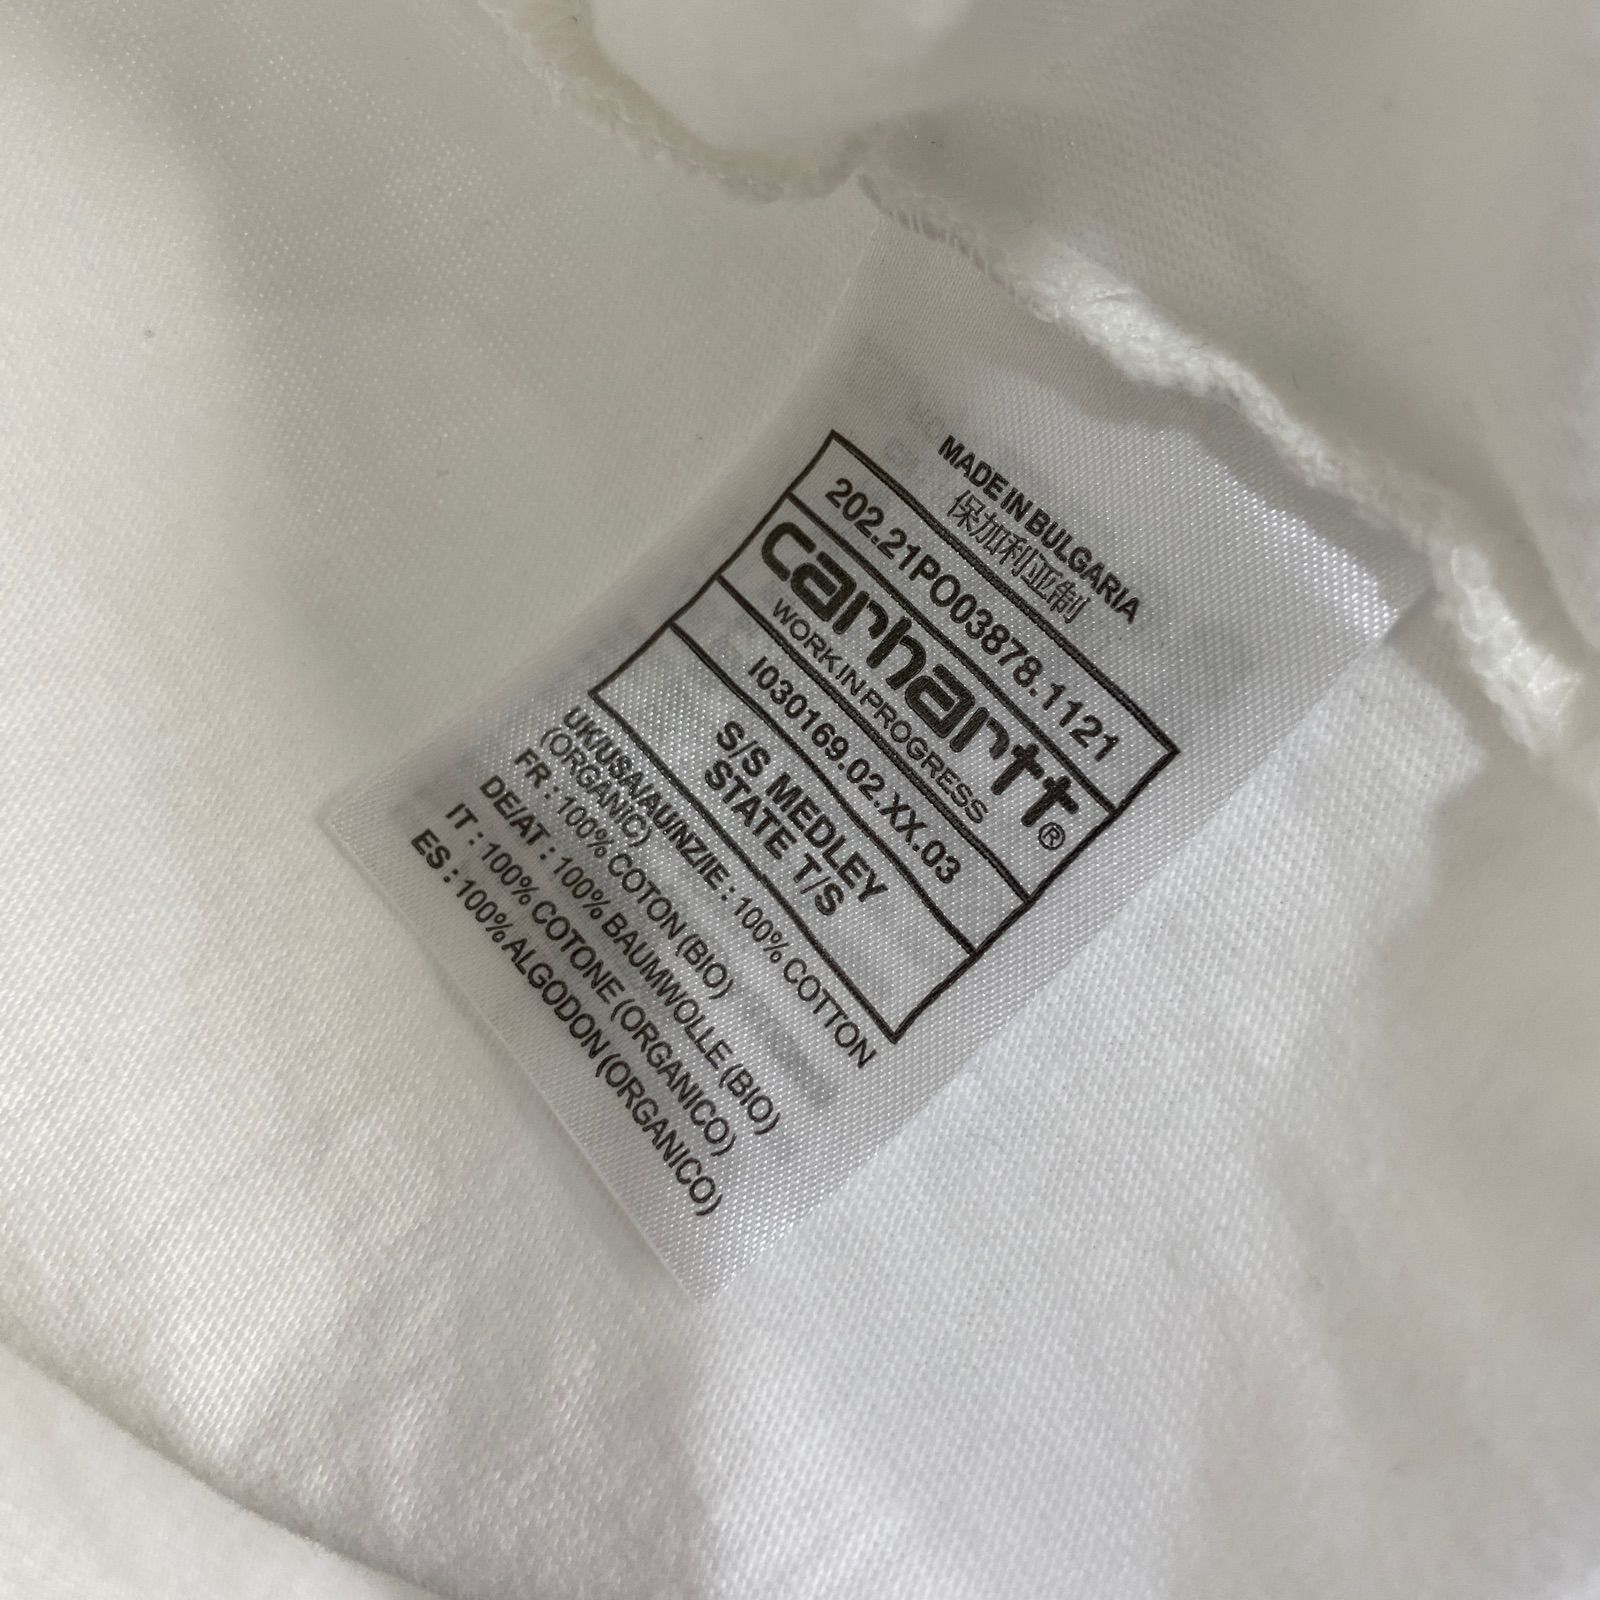 MADE IN BULGARIA
保加利亚制
202.21PO03878.1121
carhartt®
WORK IN PROGRESS
I030169.02.XX.03
S/S MEDLEY
STATE T/S
UK/USA/AU/NZ/IE : 100% COTTON
(ORGANIC)
FR : 100% COTON (BIO)
DE/AT : 100% BAUMWOLLE (BIO)
IT : 100% COTONE (ORGANICO)
ES : 100% ALGODON (ORGANICO)